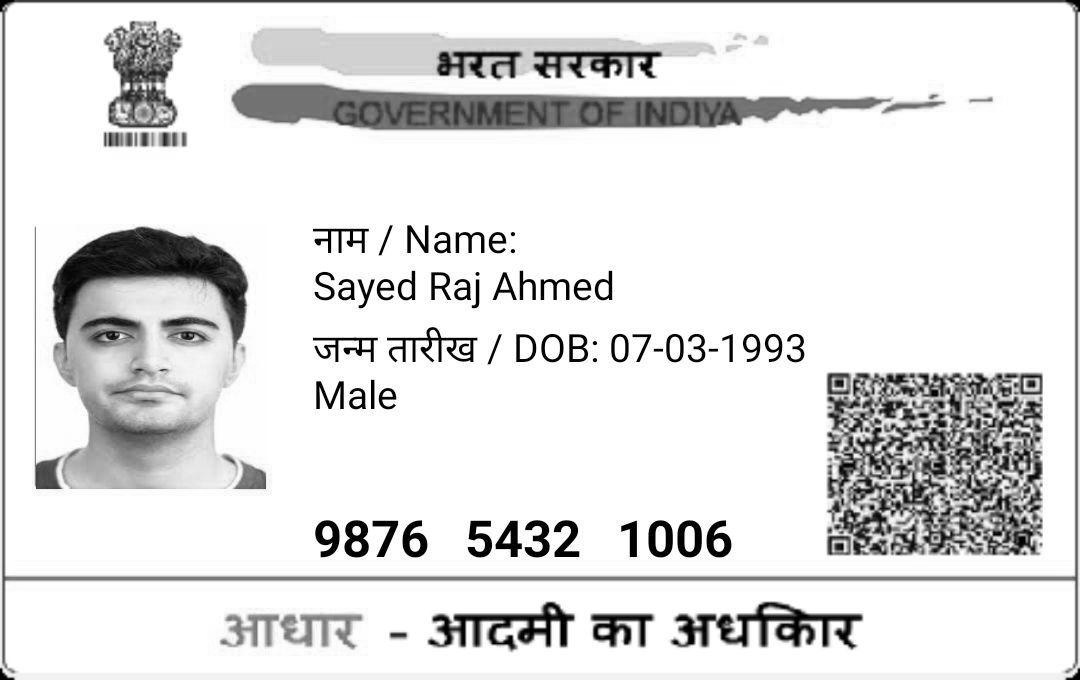 भरत सरकार
GOVERNMENT OF INDIYA
नाम / Name:
Sayed Raj Ahmed
जन्म तारीख / DOB: 07-03-1993
Male
9876 5432 1006
आधार - आदमी का अधकिार